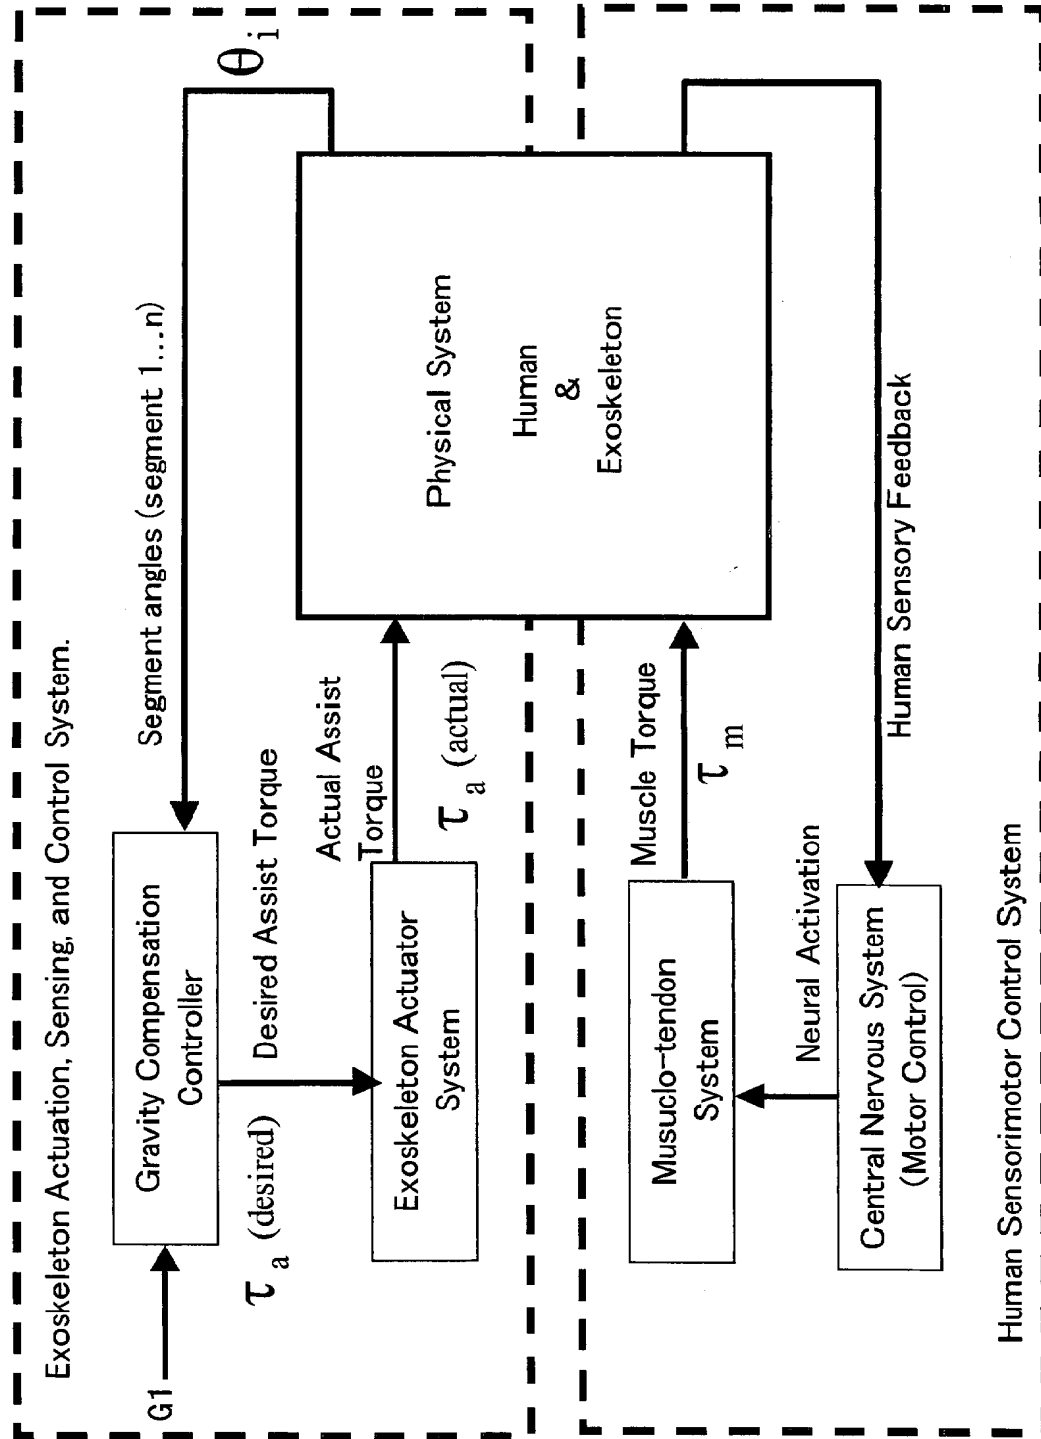 Exoskeleton Actuation, Sensing, and Control System.
G1
Gravity Compensation
Controller
Segment angles (segment 1...n)
θ i
Desired Assist Torque
τ a (desired)
Exoskeleton Actuator
System
Actual Assist
Torque
τ a (actual)
Physical System
Human
&
Exoskeleton
Musuclo-tendon
System
Muscle Torque
τ m
Neural Activation
Central Nervous System
(Motor Control)
Human Sensory Feedback
Human Sensorimotor Control System